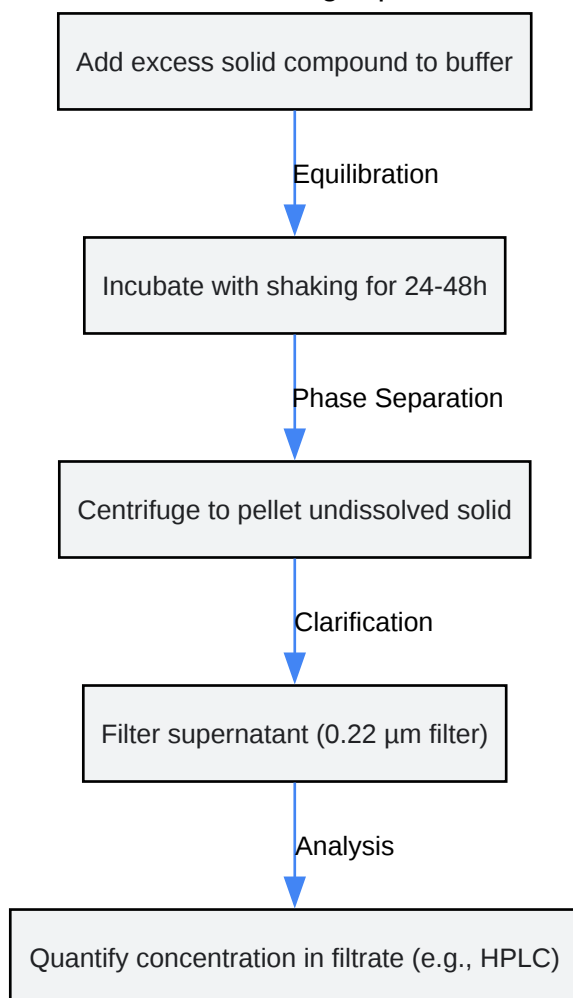 Add excess solid compound to buffer
Equilibration
Incubate with shaking for 24-48h
Phase Separation
Centrifuge to pellet undissolved solid
Clarification
Filter supernatant (0.22 µm filter)
Analysis
Quantify concentration in filtrate (e.g., HPLC)